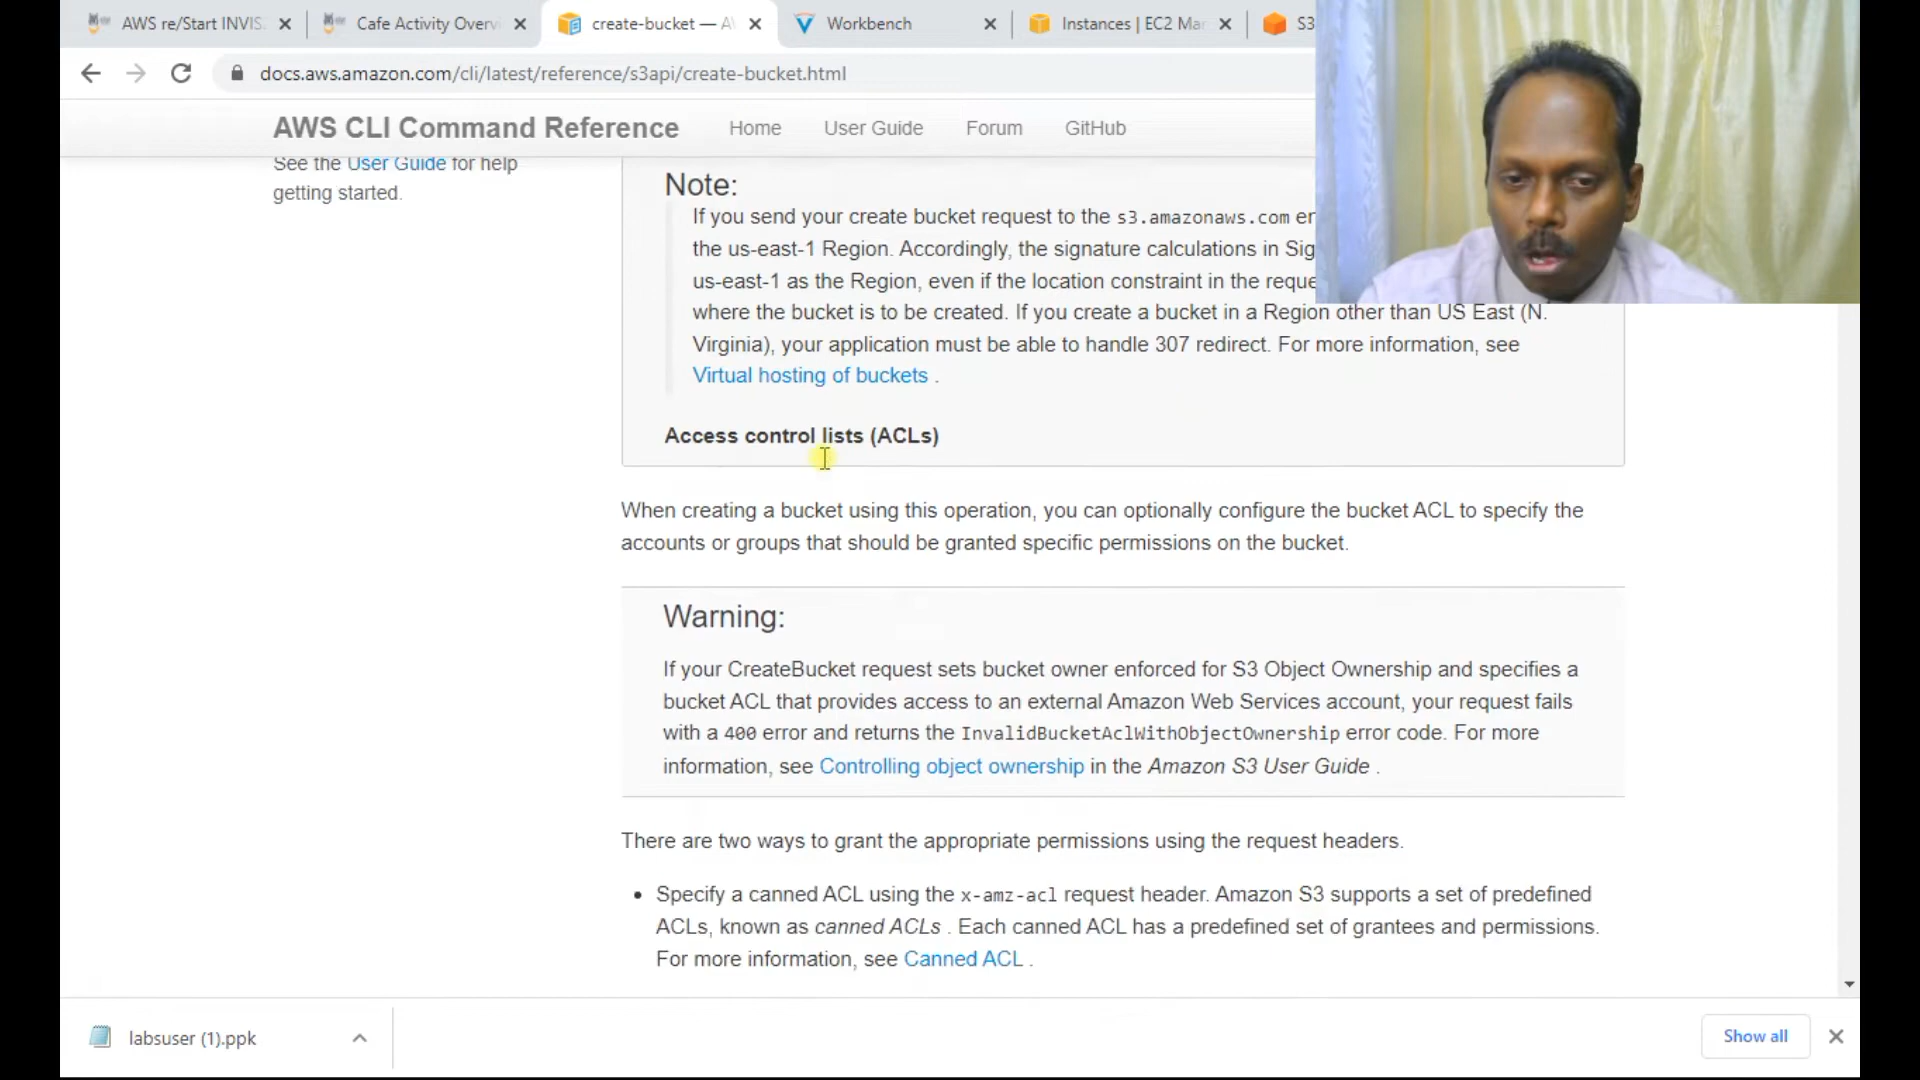 AWS re/Start INVIS
Cafe Activity Overvi
create-bucket — AV
Workbench
Instances | EC2 Man
S3
docs.aws.amazon.com/cli/latest/reference/s3api/create-bucket.html
AWS CLI Command Reference Home User Guide Forum GitHub
See the User Guide for help
getting started.
Note:
If you send your create bucket request to the s3.amazonaws.com en
the us-east-1 Region. Accordingly, the signature calculations in Sig
us-east-1 as the Region, even if the location constraint in the reque
where the bucket is to be created. If you create a bucket in a Region other than US East (N.
Virginia), your application must be able to handle 307 redirect. For more information, see
Virtual hosting of buckets .
Access control lists (ACLs)
When creating a bucket using this operation, you can optionally configure the bucket ACL to specify the
accounts or groups that should be granted specific permissions on the bucket.
Warning:
If your CreateBucket request sets bucket owner enforced for S3 Object Ownership and specifies a
bucket ACL that provides access to an external Amazon Web Services account, your request fails
with a 400 error and returns the InvalidBucketAclWithObjectOwnership error code. For more
information, see Controlling object ownership in the Amazon S3 User Guide .
There are two ways to grant the appropriate permissions using the request headers.
• Specify a canned ACL using the x-amz-acl request header. Amazon S3 supports a set of predefined
ACLs, known as canned ACLs . Each canned ACL has a predefined set of grantees and permissions.
For more information, see Canned ACL .
labsuser (1).ppk
Show all